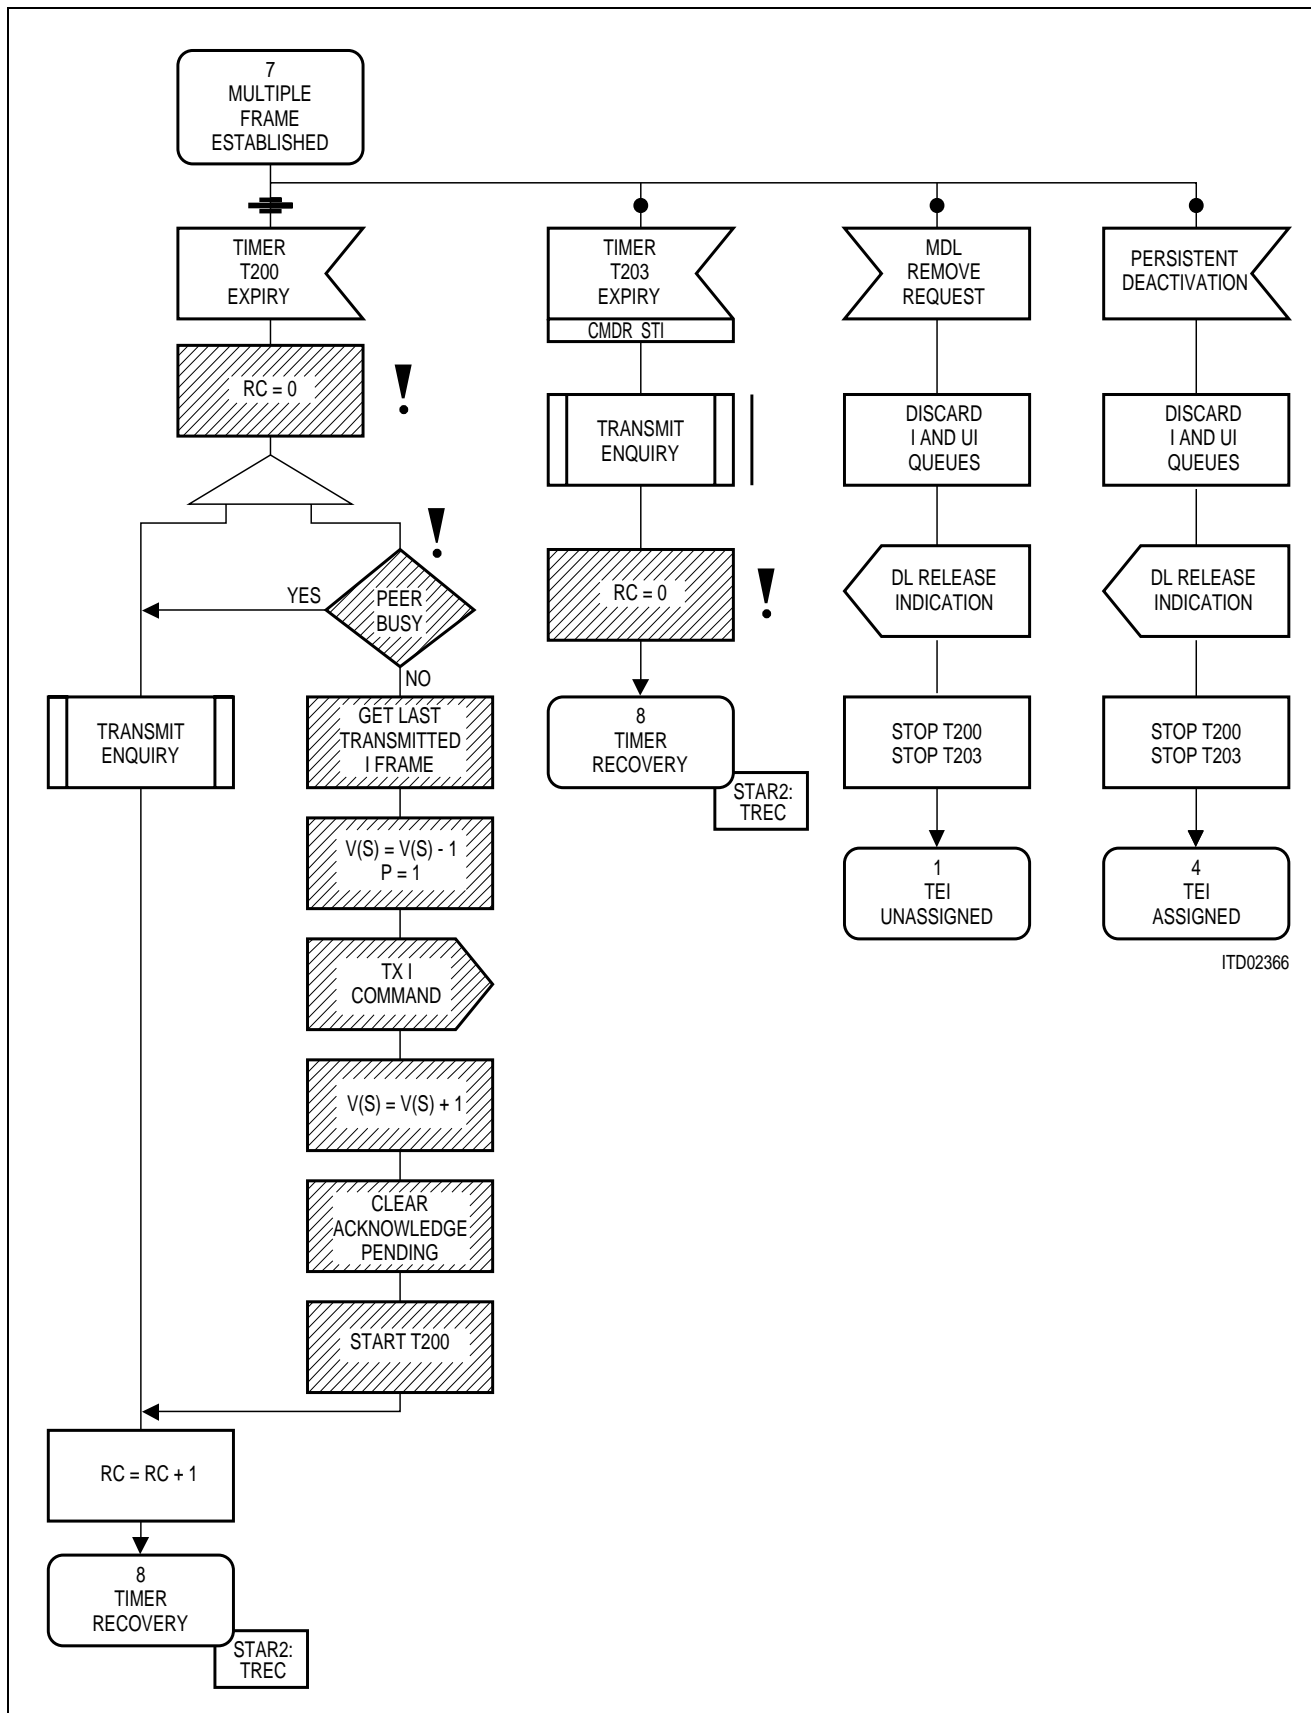 7
MULTIPLE
FRAME
ESTABLISHED
TIMER
T200
EXPIRY
RC = 0
!
!
YES
PEER
BUSY
NO
TRANSMIT
ENQUIRY
GET LAST
TRANSMITTED
I FRAME
V(S) = V(S) - 1
P = 1
TX I
COMMAND
V(S) = V(S) + 1
CLEAR
ACKNOWLEDGE
PENDING
START T200
RC = RC + 1
8
TIMER
RECOVERY
STAR2:
TREC
TIMER
T203
EXPIRY
CMDR STI
TRANSMIT
ENQUIRY
RC = 0
!
8
TIMER
RECOVERY
STAR2:
TREC
MDL
REMOVE
REQUEST
DISCARD
I AND UI
QUEUES
DL RELEASE
INDICATION
STOP T200
STOP T203
1
TEI
UNASSIGNED
PERSISTENT
DEACTIVATION
DISCARD
I AND UI
QUEUES
DL RELEASE
INDICATION
STOP T200
STOP T203
4
TEI
ASSIGNED
ITD02366